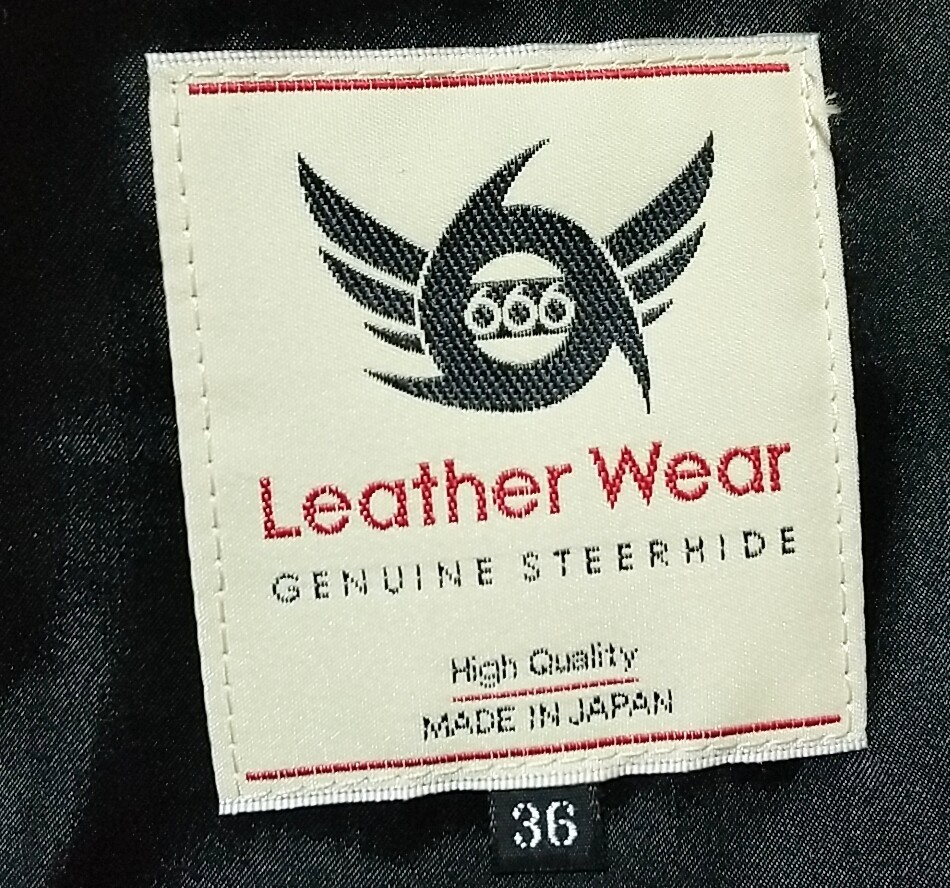 666
Leather Wear
GENUINE STEERHIDE
High Quality
MADE IN JAPAN
36